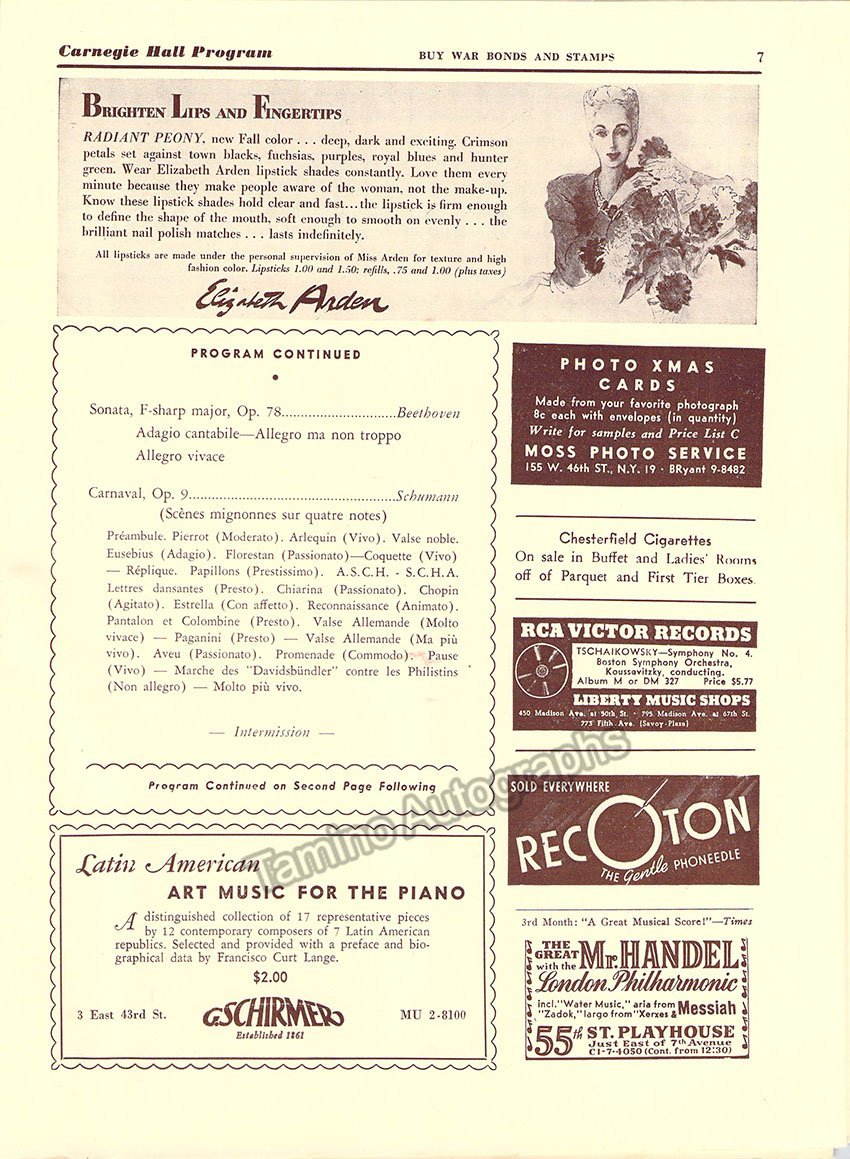 Carnegie Hall Program BUY WAR BONDS AND STAMPS 7
BRIGHTEN LIPS AND FINGERTIPS
RADIANT PEONY, new Fall color . . . deep, dark and exciting. Crimson
petals set against town blacks, fuchsias, purples, royal blues and hunter
green. Wear Elizabeth Arden lipstick shades constantly. Love them every
minute because they make people aware of the woman, not the make-up.
Know these lipstick shades hold clear and fast...the lipstick is firm enough
to define the shape of the mouth, soft enough to smooth on evenly . . . the
brilliant nail polish matches . . . lasts indefinitely.
All lipsticks are made under the personal supervision of Miss Arden for texture and high
fashion color. Lipsticks 1.00 and 1.50; refills, .75 and 1.00 (plus taxes)
Elizabeth Arden
PROGRAM CONTINUED
•
Sonata, F-sharp major, Op. 78.............................Beethoven
Adagio cantabile—Allegro ma non troppo
Allegro vivace
Carnaval, Op. 9.....................................................Schumann
(Scènes mignonnes sur quatre notes)
Préambule. Pierrot (Moderato). Arlequin (Vivo). Valse noble.
Eusebius (Adagio). Florestan (Passionato)—Coquette (Vivo)
— Réplique. Papillons (Prestissimo). A.S.C.H. - S.C.H.A.
Lettres dansantes (Presto). Chiarina (Passionato). Chopin
(Agitato). Estrella (Con affetto). Reconnaissance (Animato).
Pantalon et Colombine (Presto). Valse Allemande (Molto
vivace) — Paganini (Presto) — Valse Allemande (Ma più
vivo). Aveu (Passionato). Promenade (Commodo). Pause
(Vivo) — Marche des "Davidsbündler" contre les Philistins
(Non allegro) — Molto più vivo.
— Intermission —
Program Continued on Second Page Following
Latin American
ART MUSIC FOR THE PIANO
A distinguished collection of 17 representative pieces
by 12 contemporary composers of 7 Latin American
republics. Selected and provided with a preface and bio-
graphical data by Francisco Curt Lange.
$2.00
3 East 43rd St. G. SCHIRMER MU 2-8100
Established 1861
PHOTO XMAS
CARDS
Made from your favorite photograph
8c each with envelopes (in quantity)
Write for samples and Price List C
MOSS PHOTO SERVICE
155 W. 46th ST., N.Y. 19 · BRyant 9-8482
Chesterfield Cigarettes
On sale in Buffet and Ladies' Rooms
off of Parquet and First Tier Boxes.
RCA VICTOR RECORDS
TSCHAIKOWSKY—Symphony No. 4.
Boston Symphony Orchestra,
Koussevitzky, conducting.
Album M or DM 327 Price $5.77
LIBERTY MUSIC SHOPS
450 Madison Ave. at 50th St. · 795 Madison Ave. at 67th St.
775 Fifth Ave. (Savoy-Plaza)
SOLD EVERYWHERE
RECOTON
THE Gentle PHONEEDLE
3rd Month: "A Great Musical Score!"—Times
THE GREAT Mr. HANDEL
with the London Philharmonic
incl. "Water Music," aria from
"Zadok," largo from "Xerxes & Messiah
55th ST. PLAYHOUSE
Just East of 7th Avenue
CI-7-4050 (Cont. from 12:30)
Tamino Autographs